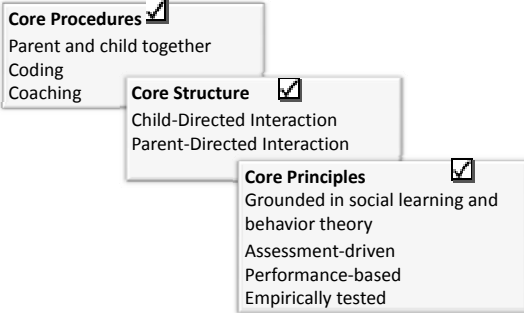 Core Procedures
Parent and child together
Coding
Coaching
Core Structure
Child-Directed Interaction
Parent-Directed Interaction
Core Principles
Grounded in social learning and
behavior theory
Assessment-driven
Performance-based
Empirically tested